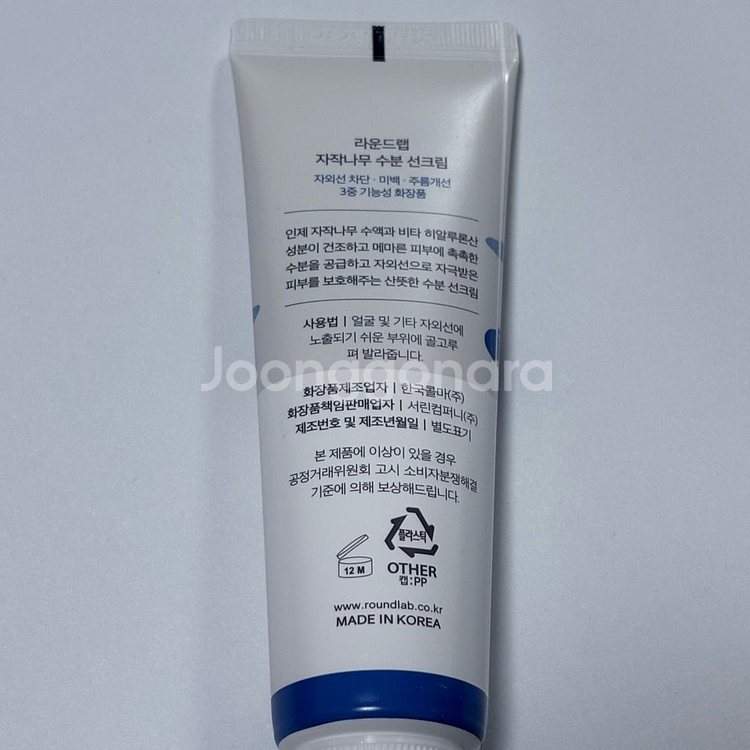 라운드랩
자작나무 수분 선크림
자외선 차단 · 미백 · 주름개선
3중 기능성 화장품
인제 자작나무 수액과 비타 히알루론산
성분이 건조하고 메마른 피부에 촉촉한
수분을 공급하고 자외선으로 자극받은
피부를 보호해주는 산뜻한 수분 선크림
사용법 | 얼굴 및 기타 자외선에
노출되기 쉬운 부위에 골고루
펴 발라줍니다.
Joonggonara
화장품제조업자 | 한국콜마(주)
화장품책임판매업자 | 서린컴퍼니(주)
제조번호 및 제조년월일 | 별도표기
본 제품에 이상이 있을 경우
공정거래위원회 고시 소비자분쟁해결
기준에 의해 보상해드립니다.
플라스틱
12 M
OTHER
캡:PP
www.roundlab.co.kr
MADE IN KOREA